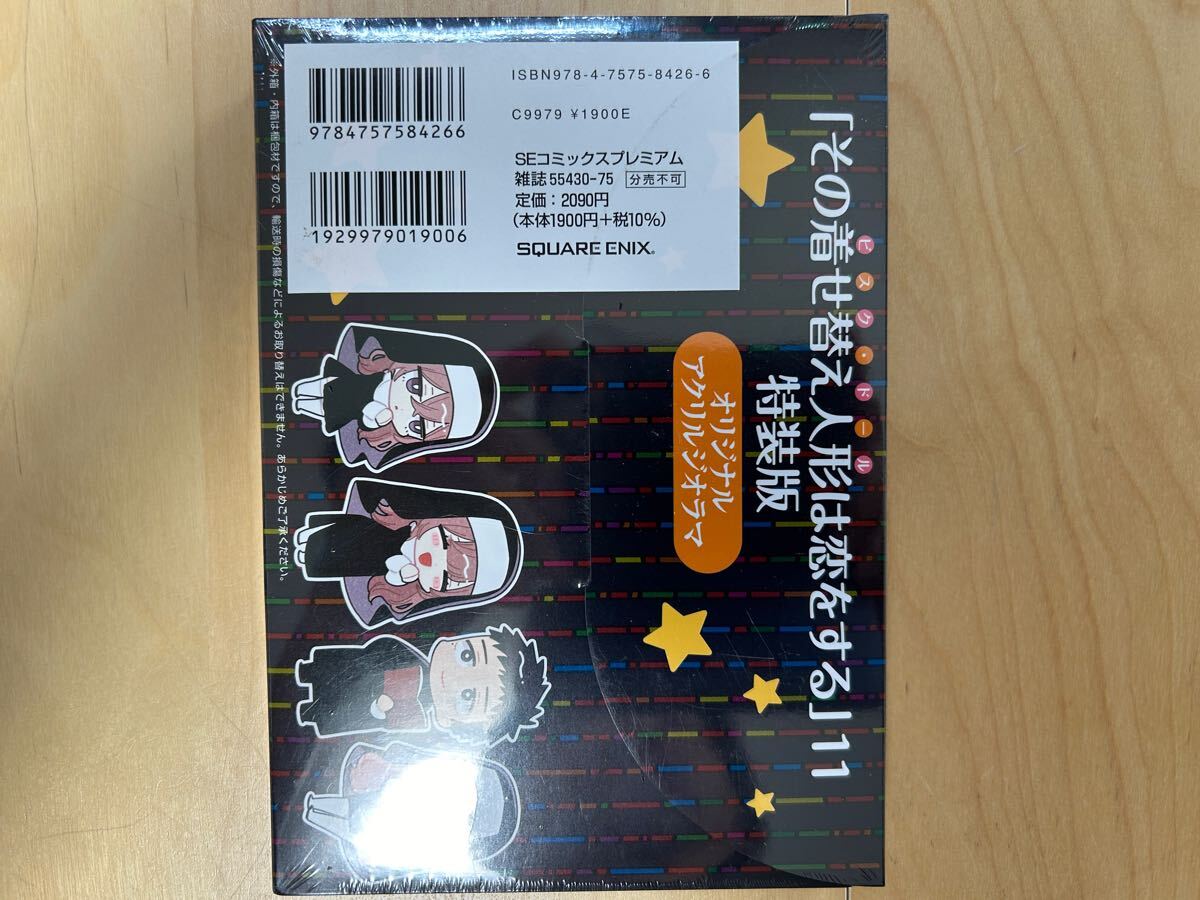 ISBN978-4-7575-8426-6
9784757584266
C9979 ¥1900E
1929979019006
SEコミックスプレミアム
雑誌 55430-75 分売不可
定価:2090円
(本体1900円+税10%)
SQUARE ENIX®
ビスク・ドール
「その着せ替え人形は恋をする」11
特装版
オリジナル
アクリルジオラマ
※外箱・内箱は梱包材ですので、輸送時の損傷などによるお取り替えはできません。あらかじめご了承ください。